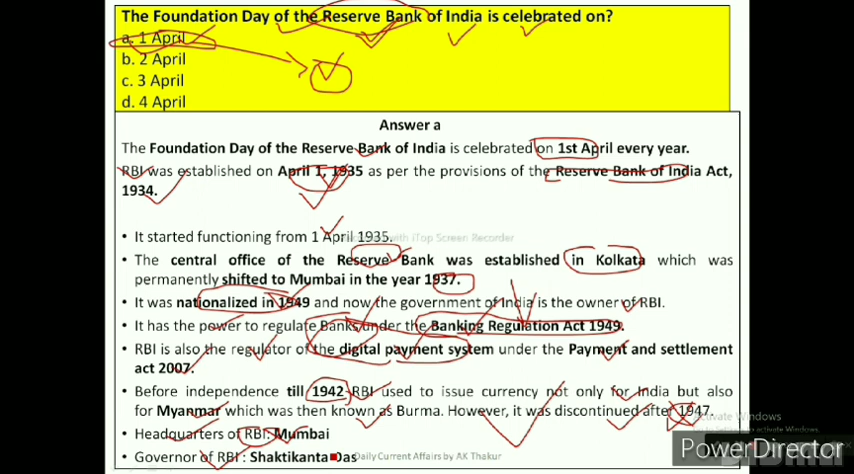 The Foundation Day of the Reserve Bank of India is celebrated on?
a. 1 April
b. 2 April
c. 3 April
d. 4 April
Answer a
The Foundation Day of the Reserve Bank of India is celebrated on 1st April every year.
RBI was established on April 1, 1935 as per the provisions of the Reserve Bank of India Act,
1934.
• It started functioning from 1 April 1935.
with iTop Screen Recorder
• The central office of the Reserve Bank was established in Kolkata which was
permanently shifted to Mumbai in the year 1937.
• It was nationalized in 1949 and now the government of India is the owner of RBI.
• It has the power to regulate Banks under the Banking Regulation Act 1949.
• RBI is also the regulator of the digital payment system under the Payment and settlement
act 2007.
• Before independence till 1942, RBI used to issue currency not only for India but also
for Myanmar which was then known as Burma. However, it was discontinued after 1947.
Activate Windows
• Headquarters of RBI: Mumbai
PowerDirector
• Governor of RBI : Shaktikanta Das
Daily Current Affairs by AK Thakur